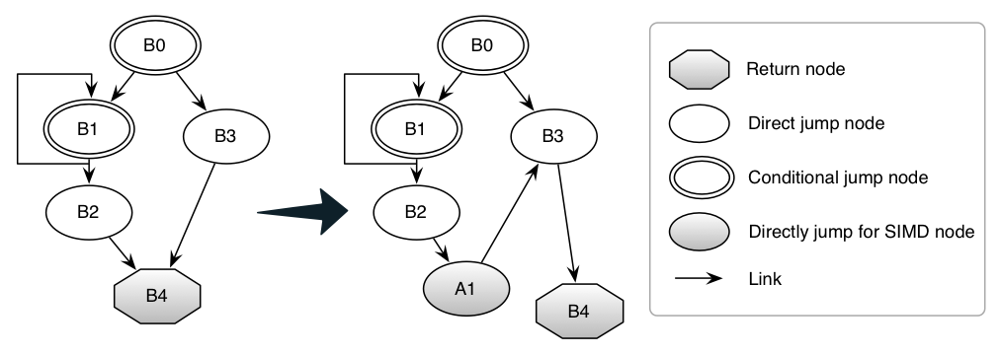 B0
B1
B3
B2
B4
B0
B1
B3
B2
A1
B4
Return node
Direct jump node
Conditional jump node
Directly jump for SIMD node
Link